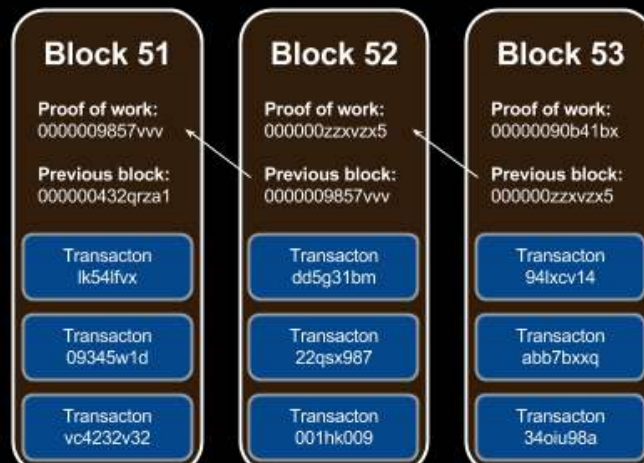 Block 51
Proof of work:
0000009857vvv
Previous block:
000000432qrza1
Transacton
lk54lfvx
Transacton
09345w1d
Transacton
vc4232v32
Block 52
Proof of work:
000000zzxvzx5
Previous block:
0000009857vvv
Transacton
dd5g31bm
Transacton
22qsx987
Transacton
001hk009
Block 53
Proof of work:
00000090b41bx
Previous block:
000000zzxvzx5
Transacton
94lxcv14
Transacton
abb7bxxq
Transacton
34oiu98a